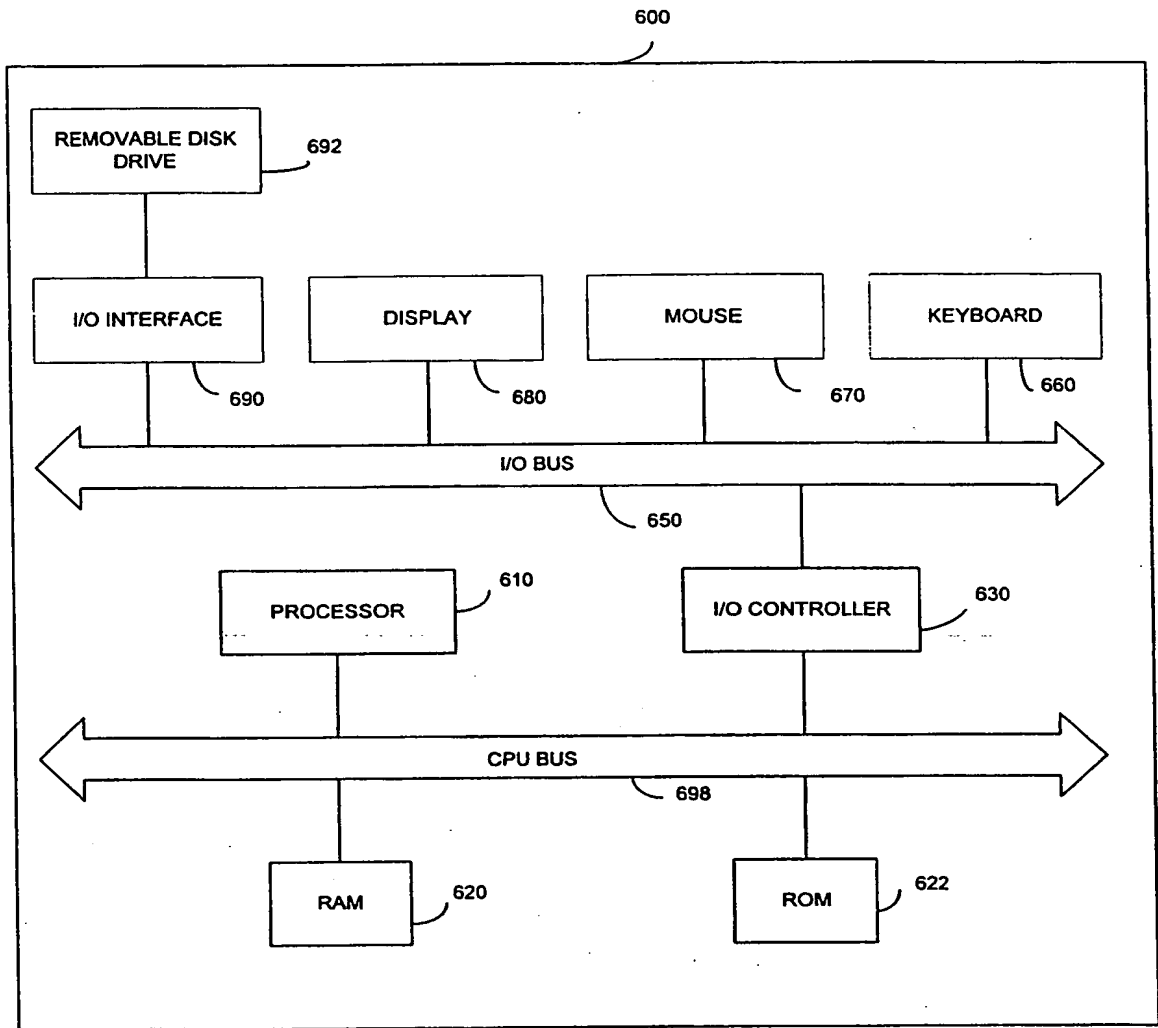 600
REMOVABLE DISK
DRIVE
692
I/O INTERFACE
DISPLAY
MOUSE
KEYBOARD
690
680
670
660
I/O BUS
650
PROCESSOR
610
I/O CONTROLLER
630
CPU BUS
698
RAM
620
ROM
622